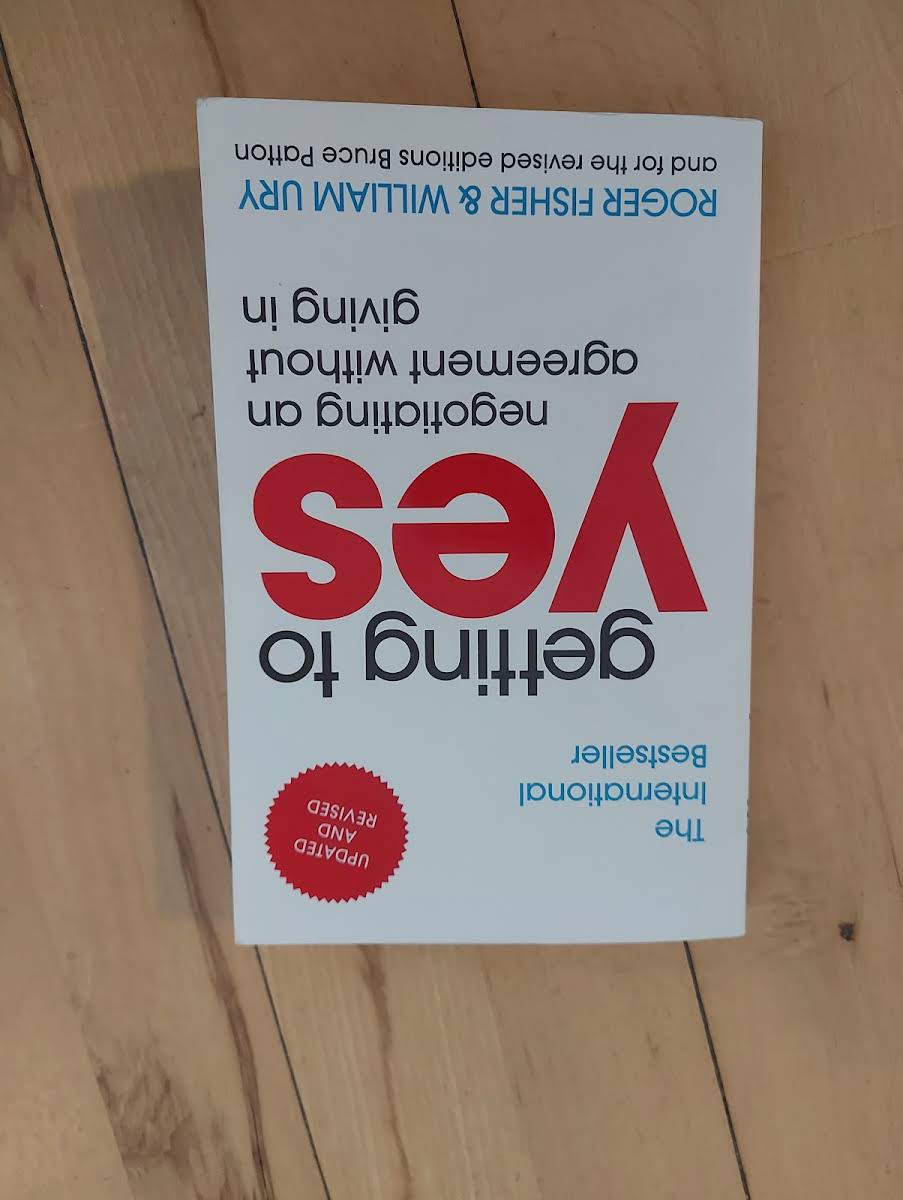 The
International
Bestseller
UPDATED
AND
REVISED
getting to
yes
negotiating an
agreement without
giving in
ROGER FISHER & WILLIAM URY
and for the revised editions Bruce Patton